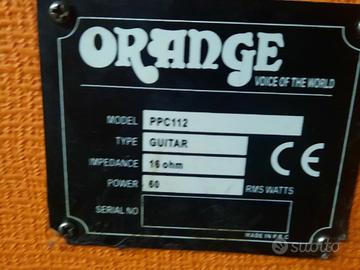 ORANGE
VOICE OF THE WORLD
MODEL PPC112
TYPE GUITAR
IMPEDANCE 16 ohm
POWER 60 RMS WATTS
SERIAL NO
CE
MADE IN P.R.C
subito